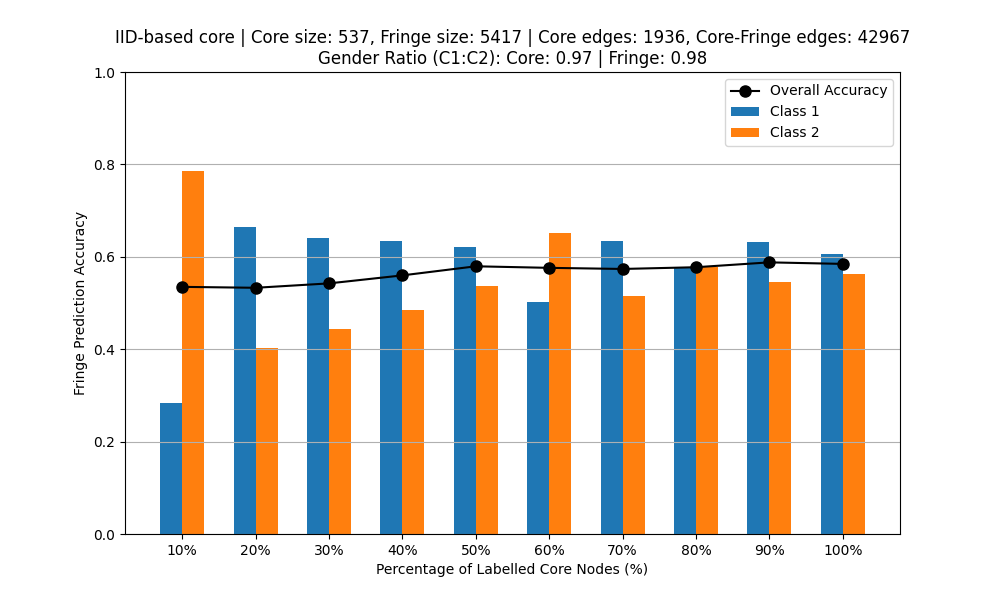 IID-based core | Core size: 537, Fringe size: 5417 | Core edges: 1936, Core-Fringe edges: 42967
Gender Ratio (C1:C2): Core: 0.97 | Fringe: 0.98
Overall Accuracy
Class 1
Class 2
Fringe Prediction Accuracy
1.0
0.8
0.6
0.4
0.2
0.0
10% 20% 30% 40% 50% 60% 70% 80% 90% 100%
Percentage of Labelled Core Nodes (%)